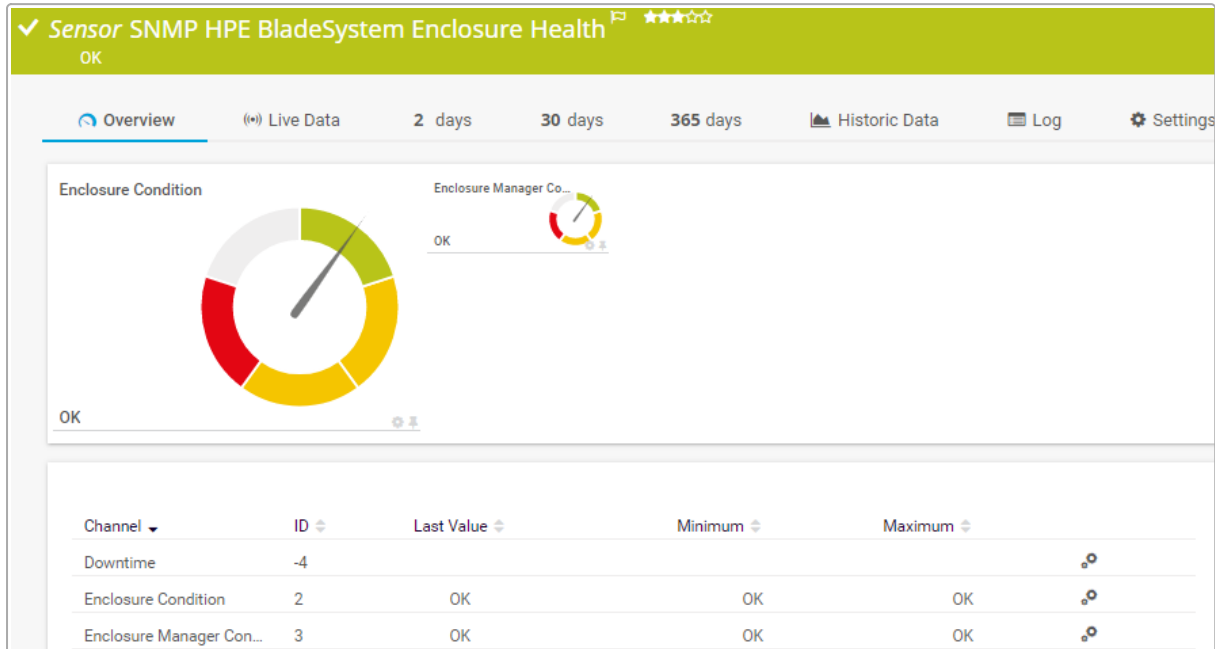 Sensor SNMP HPE BladeSystem Enclosure Health
OK
Overview Live Data 2 days 30 days 365 days Historic Data Log Settings
Enclosure Condition
OK
Enclosure Manager Co...
OK
Channel ID Last Value Minimum Maximum
Downtime -4
Enclosure Condition 2 OK OK OK
Enclosure Manager Con... 3 OK OK OK